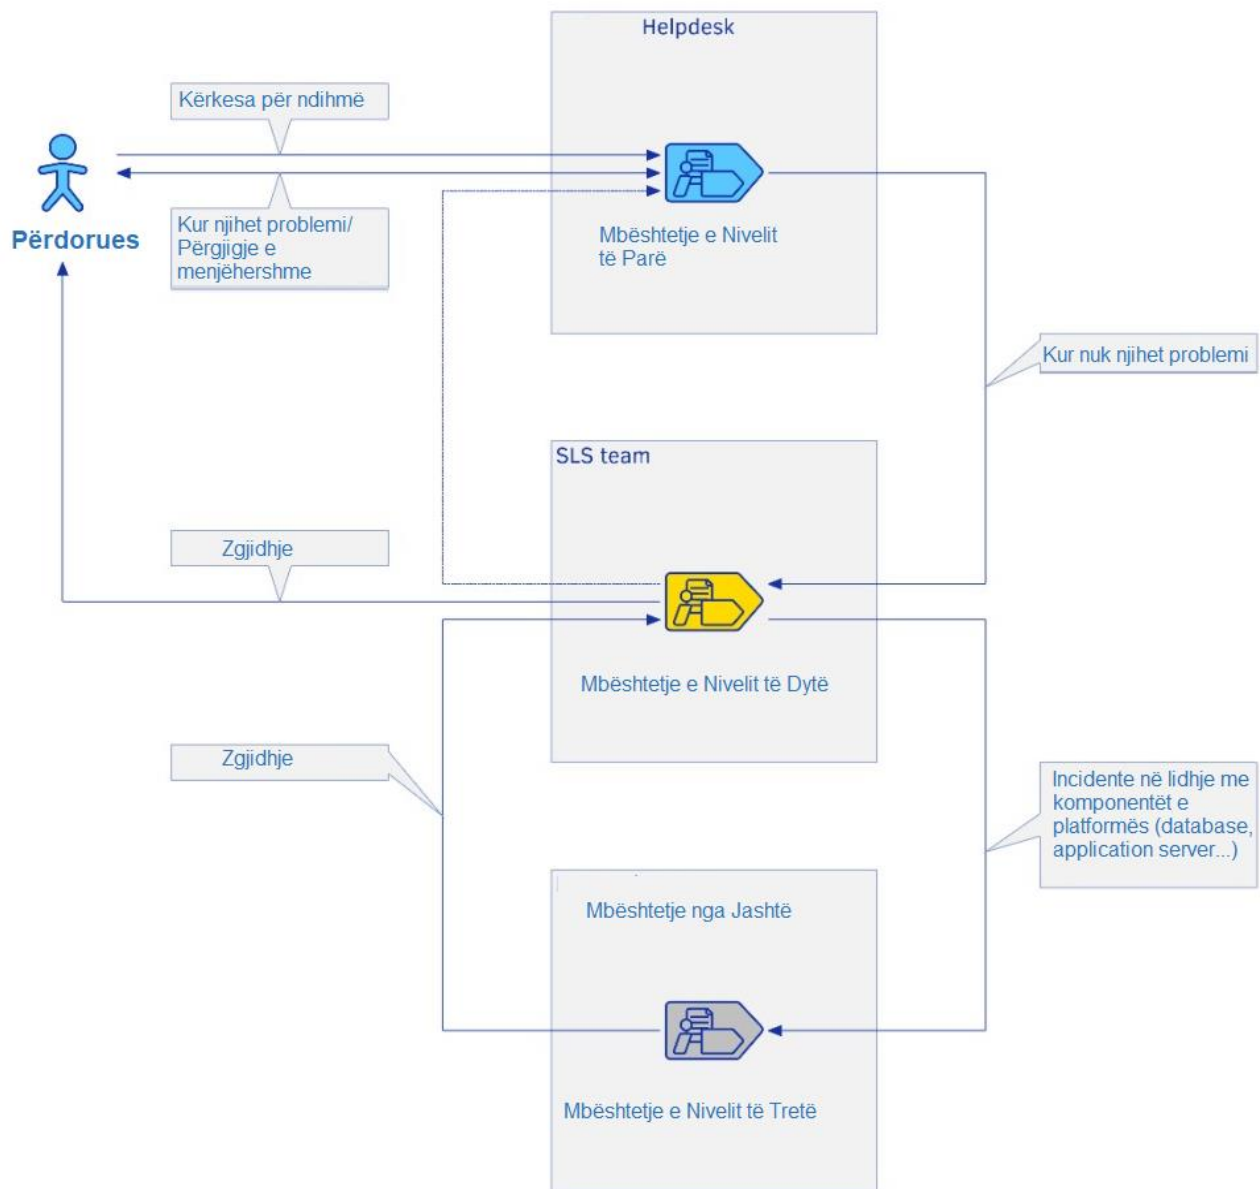 Helpdesk
Kërkesa për ndihmë
Përdorues
Kur njihet problemi/
Përgjigje e
menjëhershme
Mbështetje e Nivelit
të Parë
Kur nuk njihet problemi
SLS team
Zgjidhje
Mbështetje e Nivelit të Dytë
Zgjidhje
Incidente në lidhje me
komponentët e
platformës (database,
application server...)
Mbështetje nga Jashtë
Mbështetje e Nivelit të Tretë